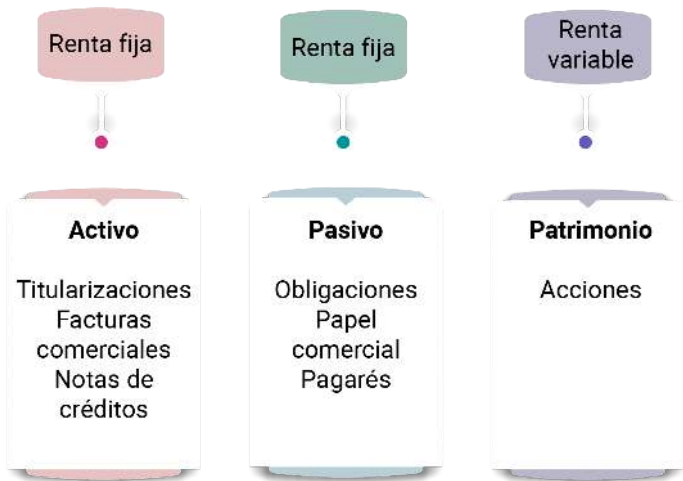 Renta fija
Renta fija
Renta
variable
Activo
Titularizaciones
Facturas
comerciales
Notas de
créditos
Pasivo
Obligaciones
Papel
comercial
Pagarés
Patrimonio
Acciones